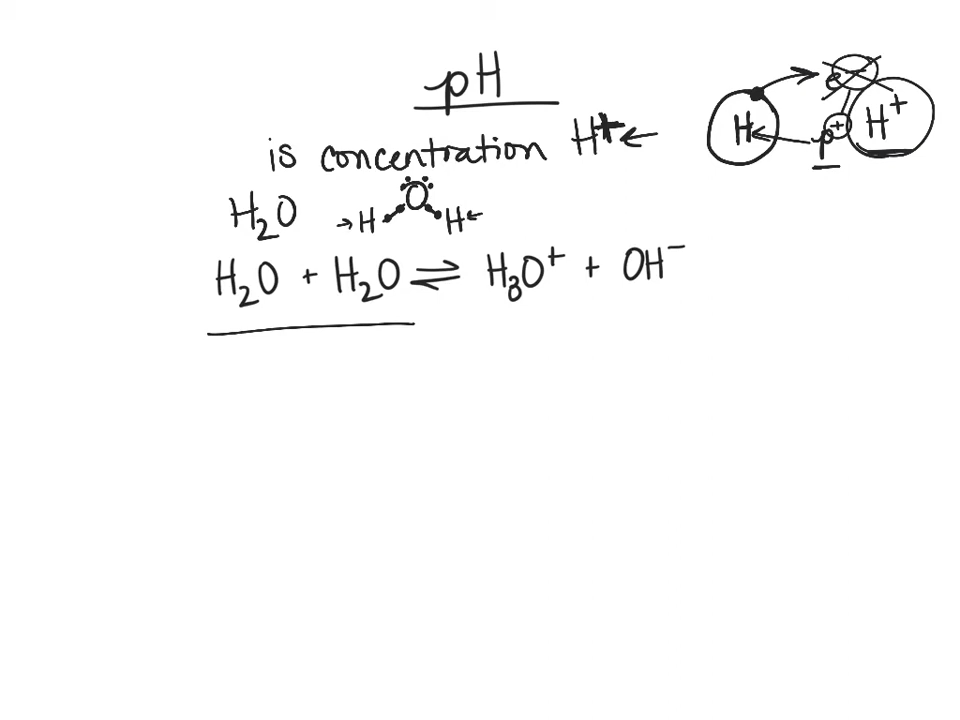 pH
is concentration H+ ←
H₂O → H Ö H ←
H₂O + H₂O ⇌ H₃O⁺ + OH⁻
H e p+ H⁺